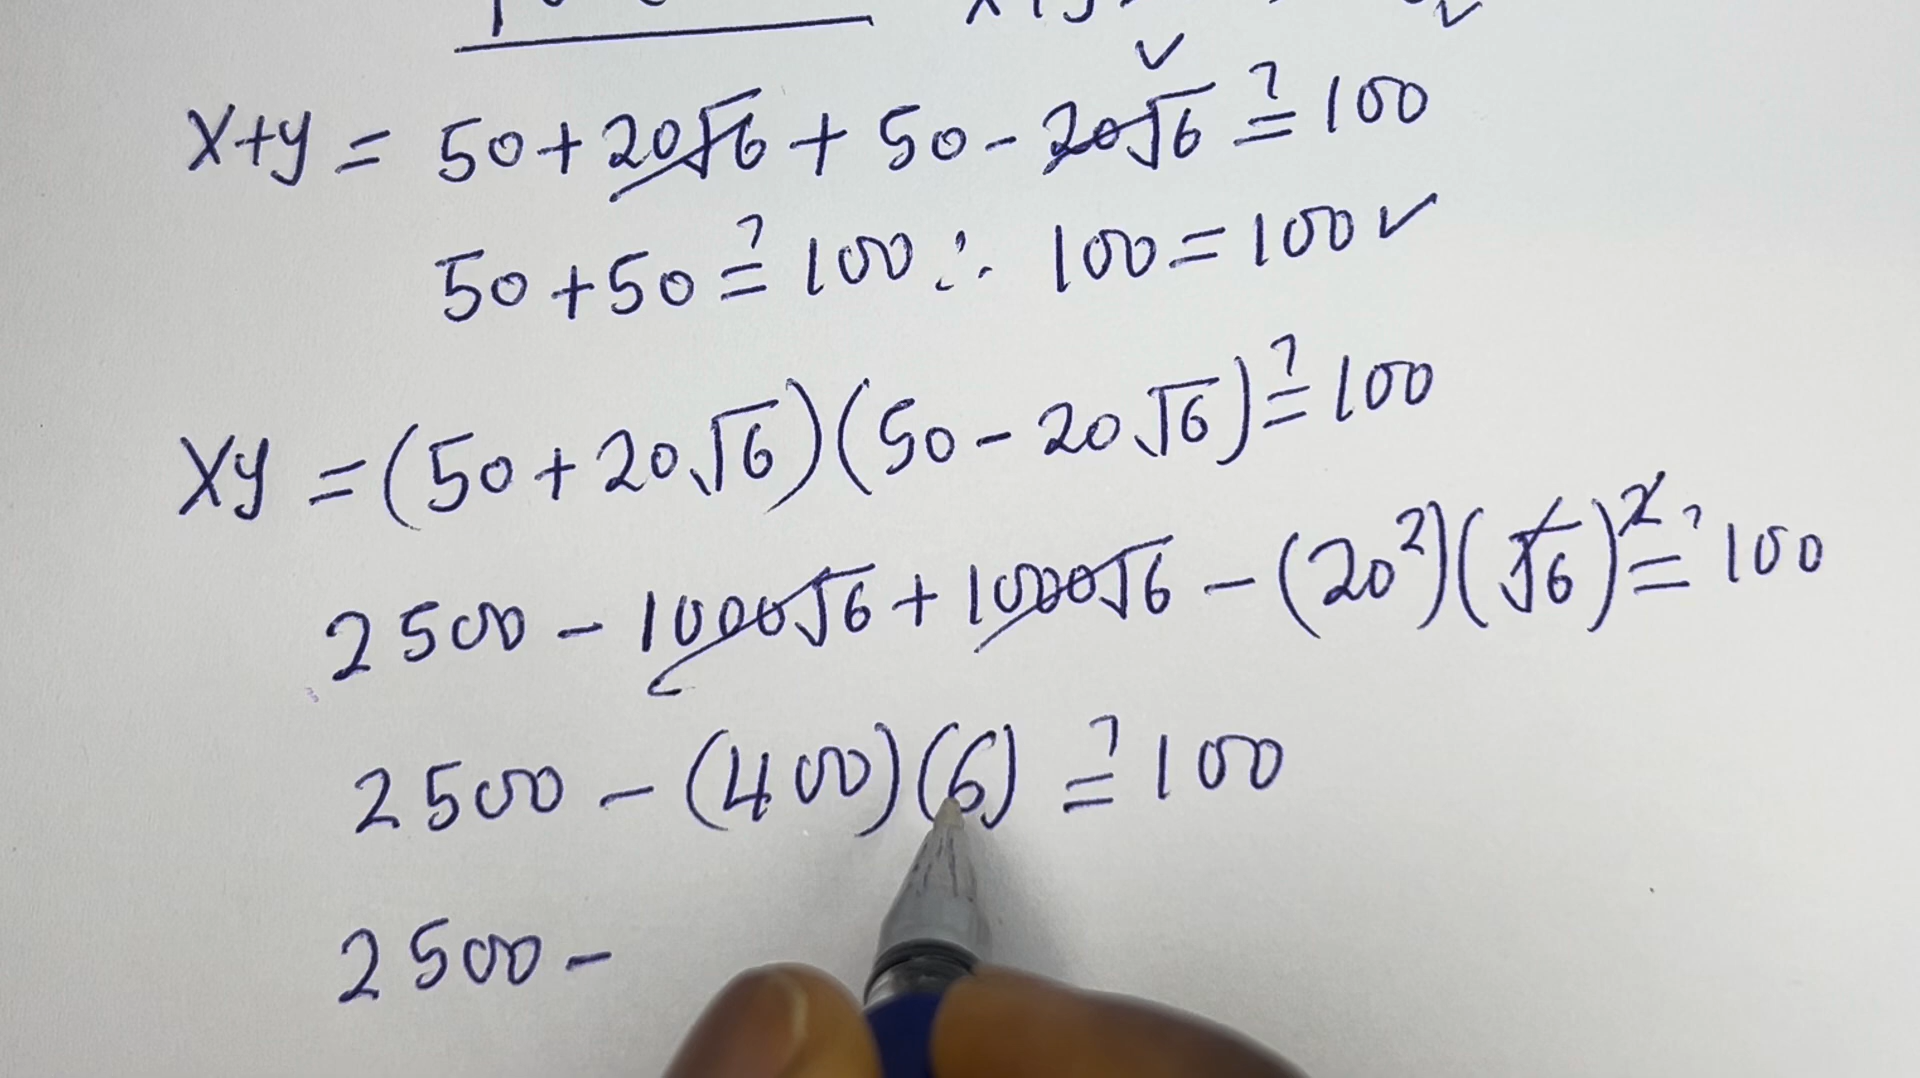 x+y = 50+20√6 + 50-20√6 ≟ 100
50+50 ≟ 100 ∴ 100=100✓
xy =(50+20√6)(50-20√6) ≟ 100
2500-1000√6+1000√6-(20²)(√6)² ≟ 100
2500-(400)(6) ≟ 100
2500-